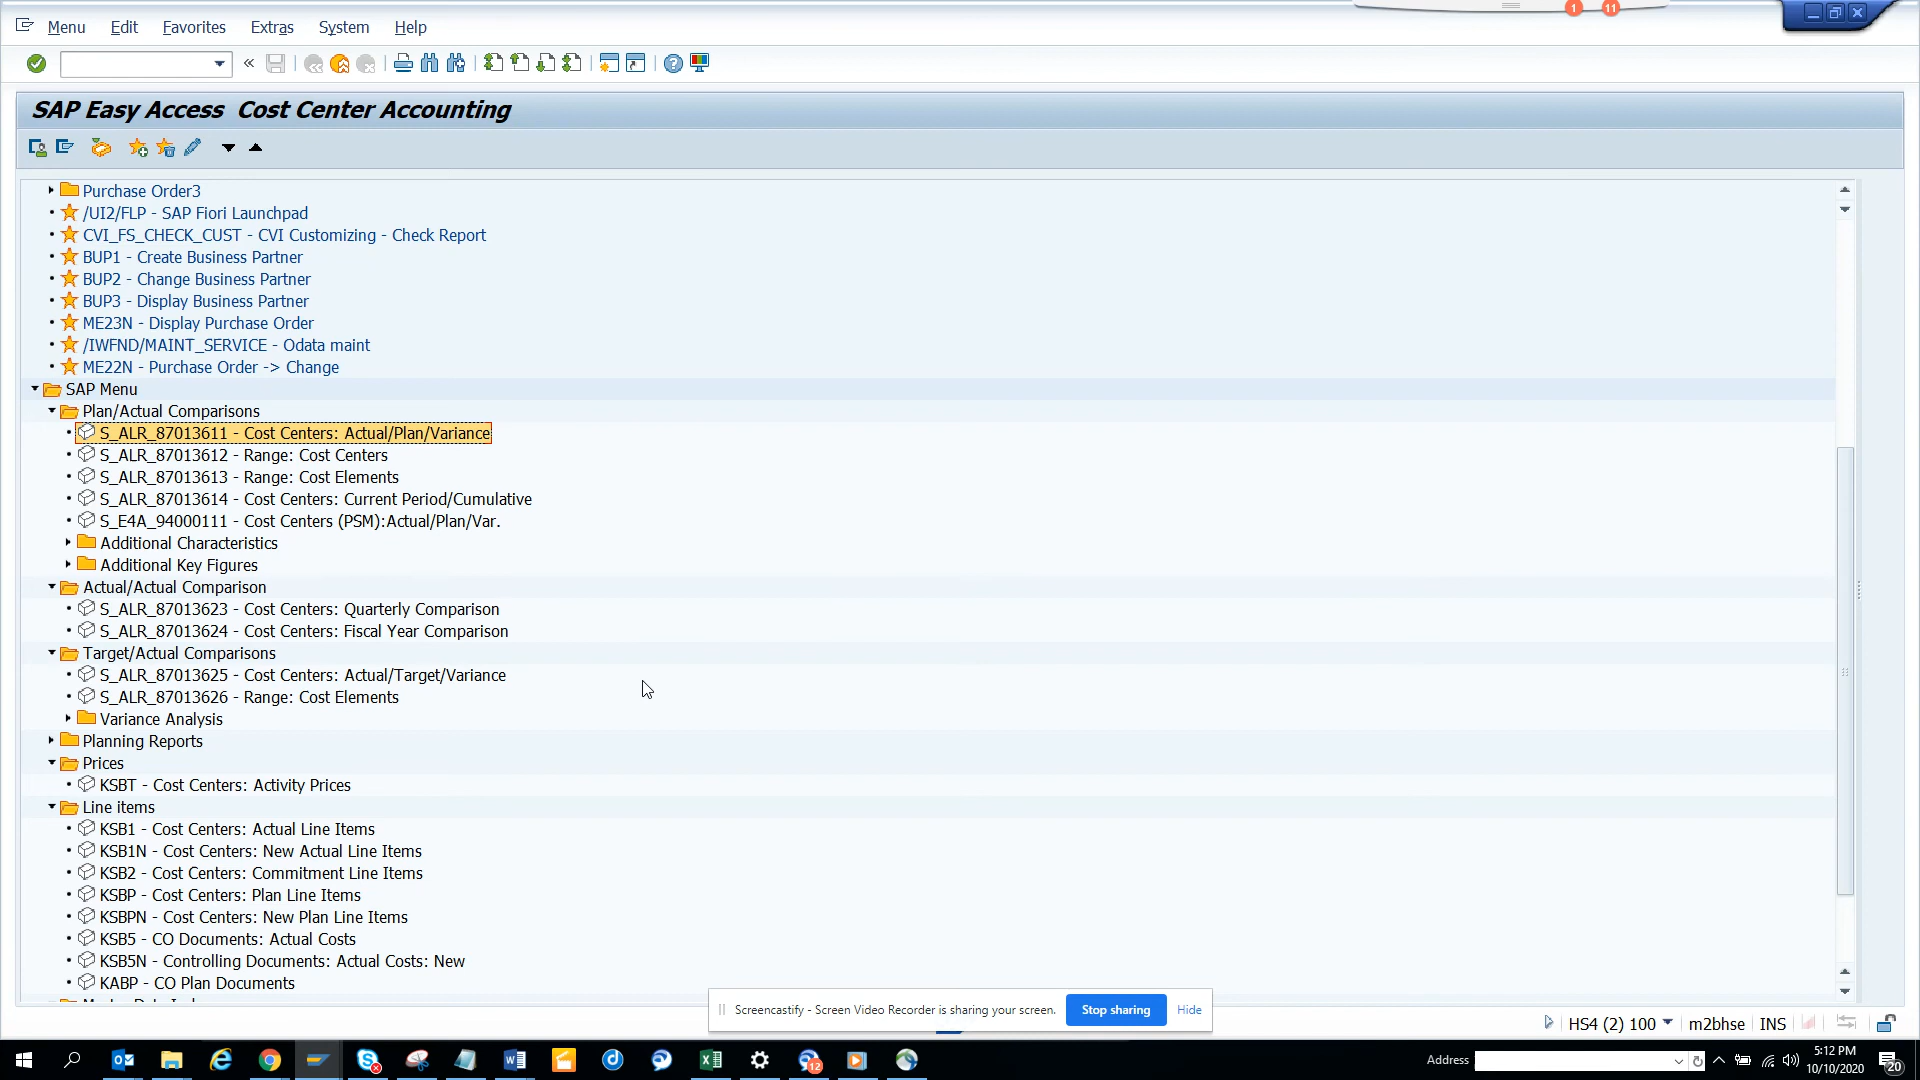 1 11
Menu Edit Favorites Extras System Help
SAP Easy Access Cost Center Accounting
Purchase Order3
/UI2/FLP - SAP Fiori Launchpad
CVI_FS_CHECK_CUST - CVI Customizing - Check Report
BUP1 - Create Business Partner
BUP2 - Change Business Partner
BUP3 - Display Business Partner
ME23N - Display Purchase Order
/IWFND/MAINT_SERVICE - Odata maint
ME22N - Purchase Order -> Change
SAP Menu
Plan/Actual Comparisons
S_ALR_87013611 - Cost Centers: Actual/Plan/Variance
S_ALR_87013612 - Range: Cost Centers
S_ALR_87013613 - Range: Cost Elements
S_ALR_87013614 - Cost Centers: Current Period/Cumulative
S_E4A_94000111 - Cost Centers (PSM):Actual/Plan/Var.
Additional Characteristics
Additional Key Figures
Actual/Actual Comparison
S_ALR_87013623 - Cost Centers: Quarterly Comparison
S_ALR_87013624 - Cost Centers: Fiscal Year Comparison
Target/Actual Comparisons
S_ALR_87013625 - Cost Centers: Actual/Target/Variance
S_ALR_87013626 - Range: Cost Elements
Variance Analysis
Planning Reports
Prices
KSBT - Cost Centers: Activity Prices
Line items
KSB1 - Cost Centers: Actual Line Items
KSB1N - Cost Centers: New Actual Line Items
KSB2 - Cost Centers: Commitment Line Items
KSBP - Cost Centers: Plan Line Items
KSBPN - Cost Centers: New Plan Line Items
KSB5 - CO Documents: Actual Costs
KSB5N - Controlling Documents: Actual Costs: New
KABP - CO Plan Documents
Screencastify - Screen Video Recorder is sharing your screen. Stop sharing Hide
HS4 (2) 100 m2bhse INS
12
Address
5:12 PM
10/10/2020
20